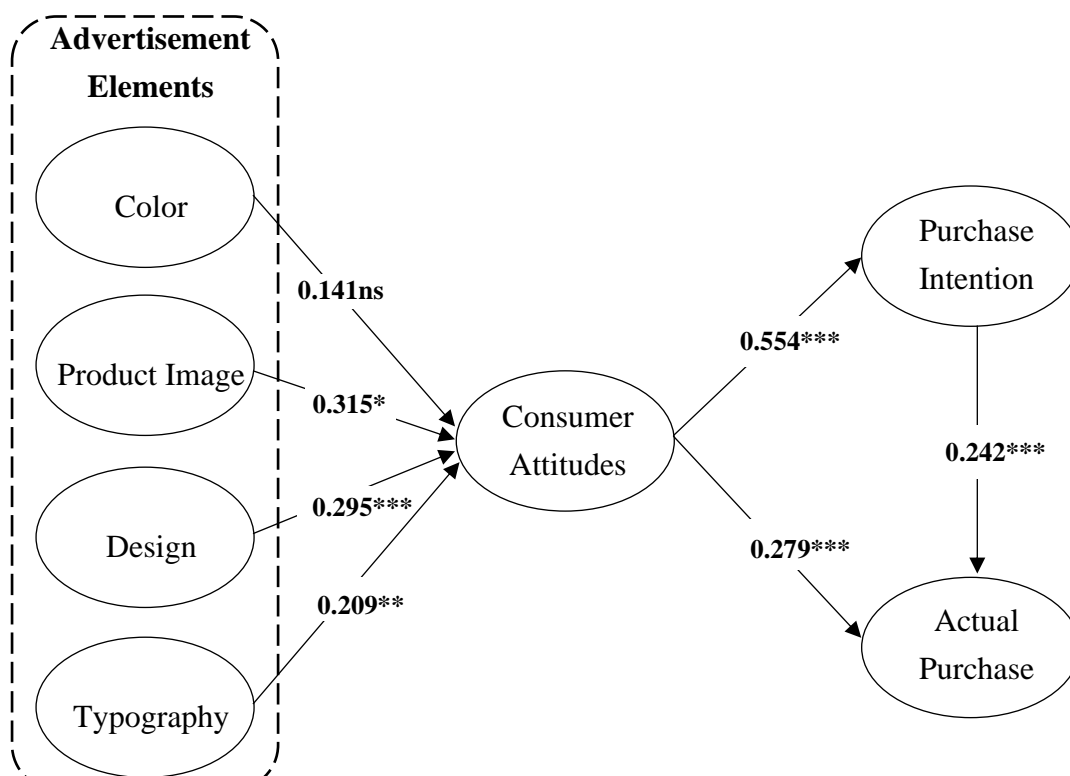 Advertisement
Elements
Color
Product Image
Design
Typography
0.141ns
0.315*
0.295***
0.209**
Consumer
Attitudes
0.554***
0.279***
Purchase
Intention
0.242***
Actual
Purchase